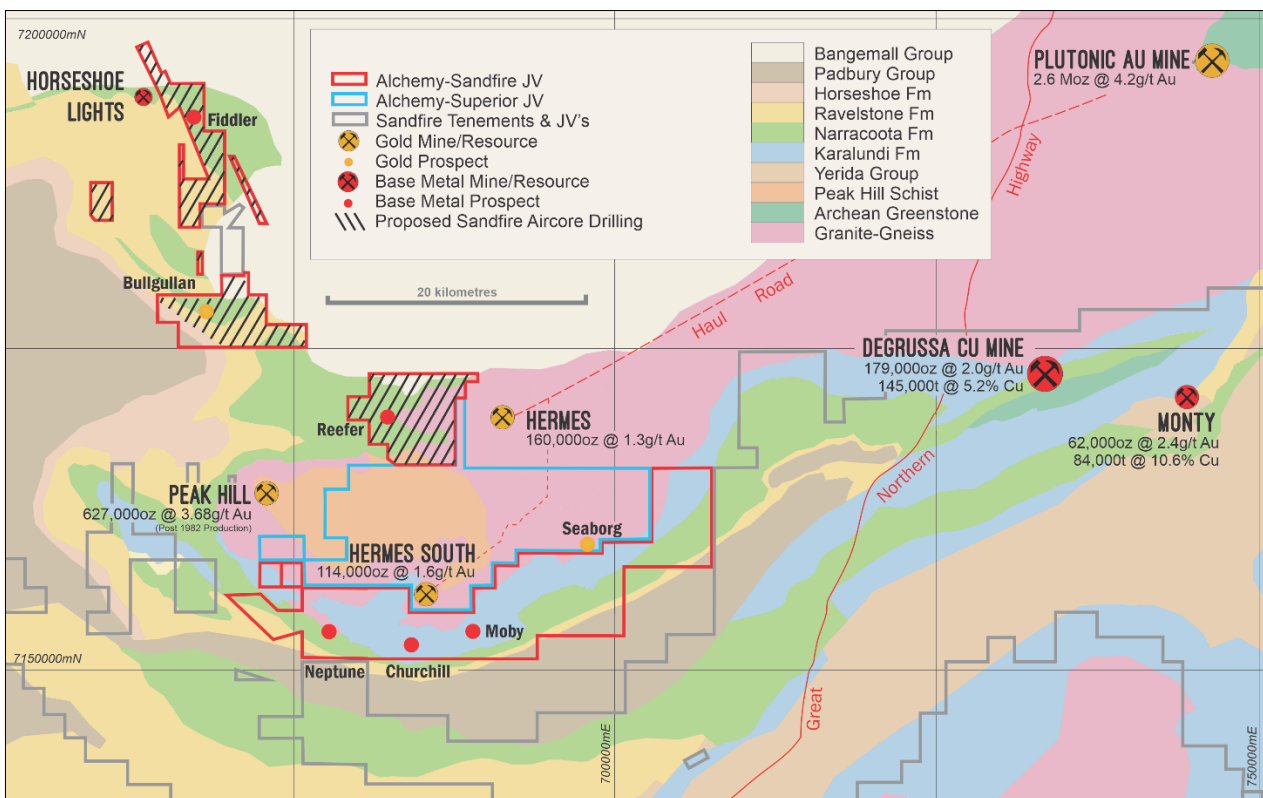 7200000mN
HORSESHOE
LIGHTS
Fiddler
Bullgullan
Alchemy-Sandfire JV
Alchemy-Superior JV
Sandfire Tenements & JV's
Gold Mine/Resource
Gold Prospect
Base Metal Mine/Resource
Base Metal Prospect
Proposed Sandfire Aircore Drilling
20 kilometres
Bangemall Group
Padbury Group
Horseshoe Fm
Ravelstone Fm
Narracoota Fm
Karalundi Fm
Yerida Group
Peak Hill Schist
Archean Greenstone
Granite-Gneiss
PLUTONIC AU MINE
2.6 Moz @ 4.2g/t Au
Highway
Haul Road
DEGRUSSA CU MINE
179,000oz @ 2.0g/t Au
145,000t @ 5.2% Cu
MONTY
62,000oz @ 2.4g/t Au
84,000t @ 10.6% Cu
Reefer
HERMES
160,000oz @ 1.3g/t Au
Northern
PEAK HILL
627,000oz @ 3.68g/t Au
(Post 1982 Production)
Seaborg
HERMES SOUTH
114,000oz @ 1.6g/t Au
Moby
Neptune
Churchill
7150000mN
Great
700000mE
750000mE